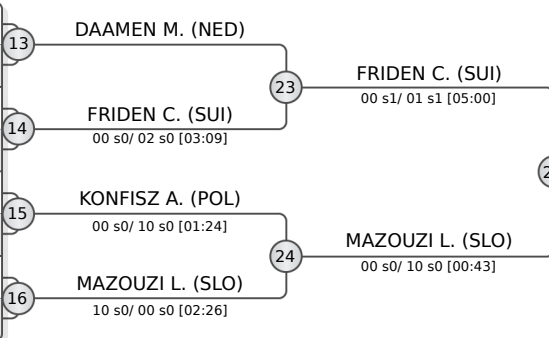 DAAMEN M. (NED)
13
FRIDEN C. (SUI)
23
00 s1/ 01 s1 [05:00]
FRIDEN C. (SUI)
14
00 s0/ 02 s0 [03:09]
KONFISZ A. (POL)
15
00 s0/ 10 s0 [01:24]
MAZOUZI L. (SLO)
24
00 s0/ 10 s0 [00:43]
MAZOUZI L. (SLO)
16
10 s0/ 00 s0 [02:26]